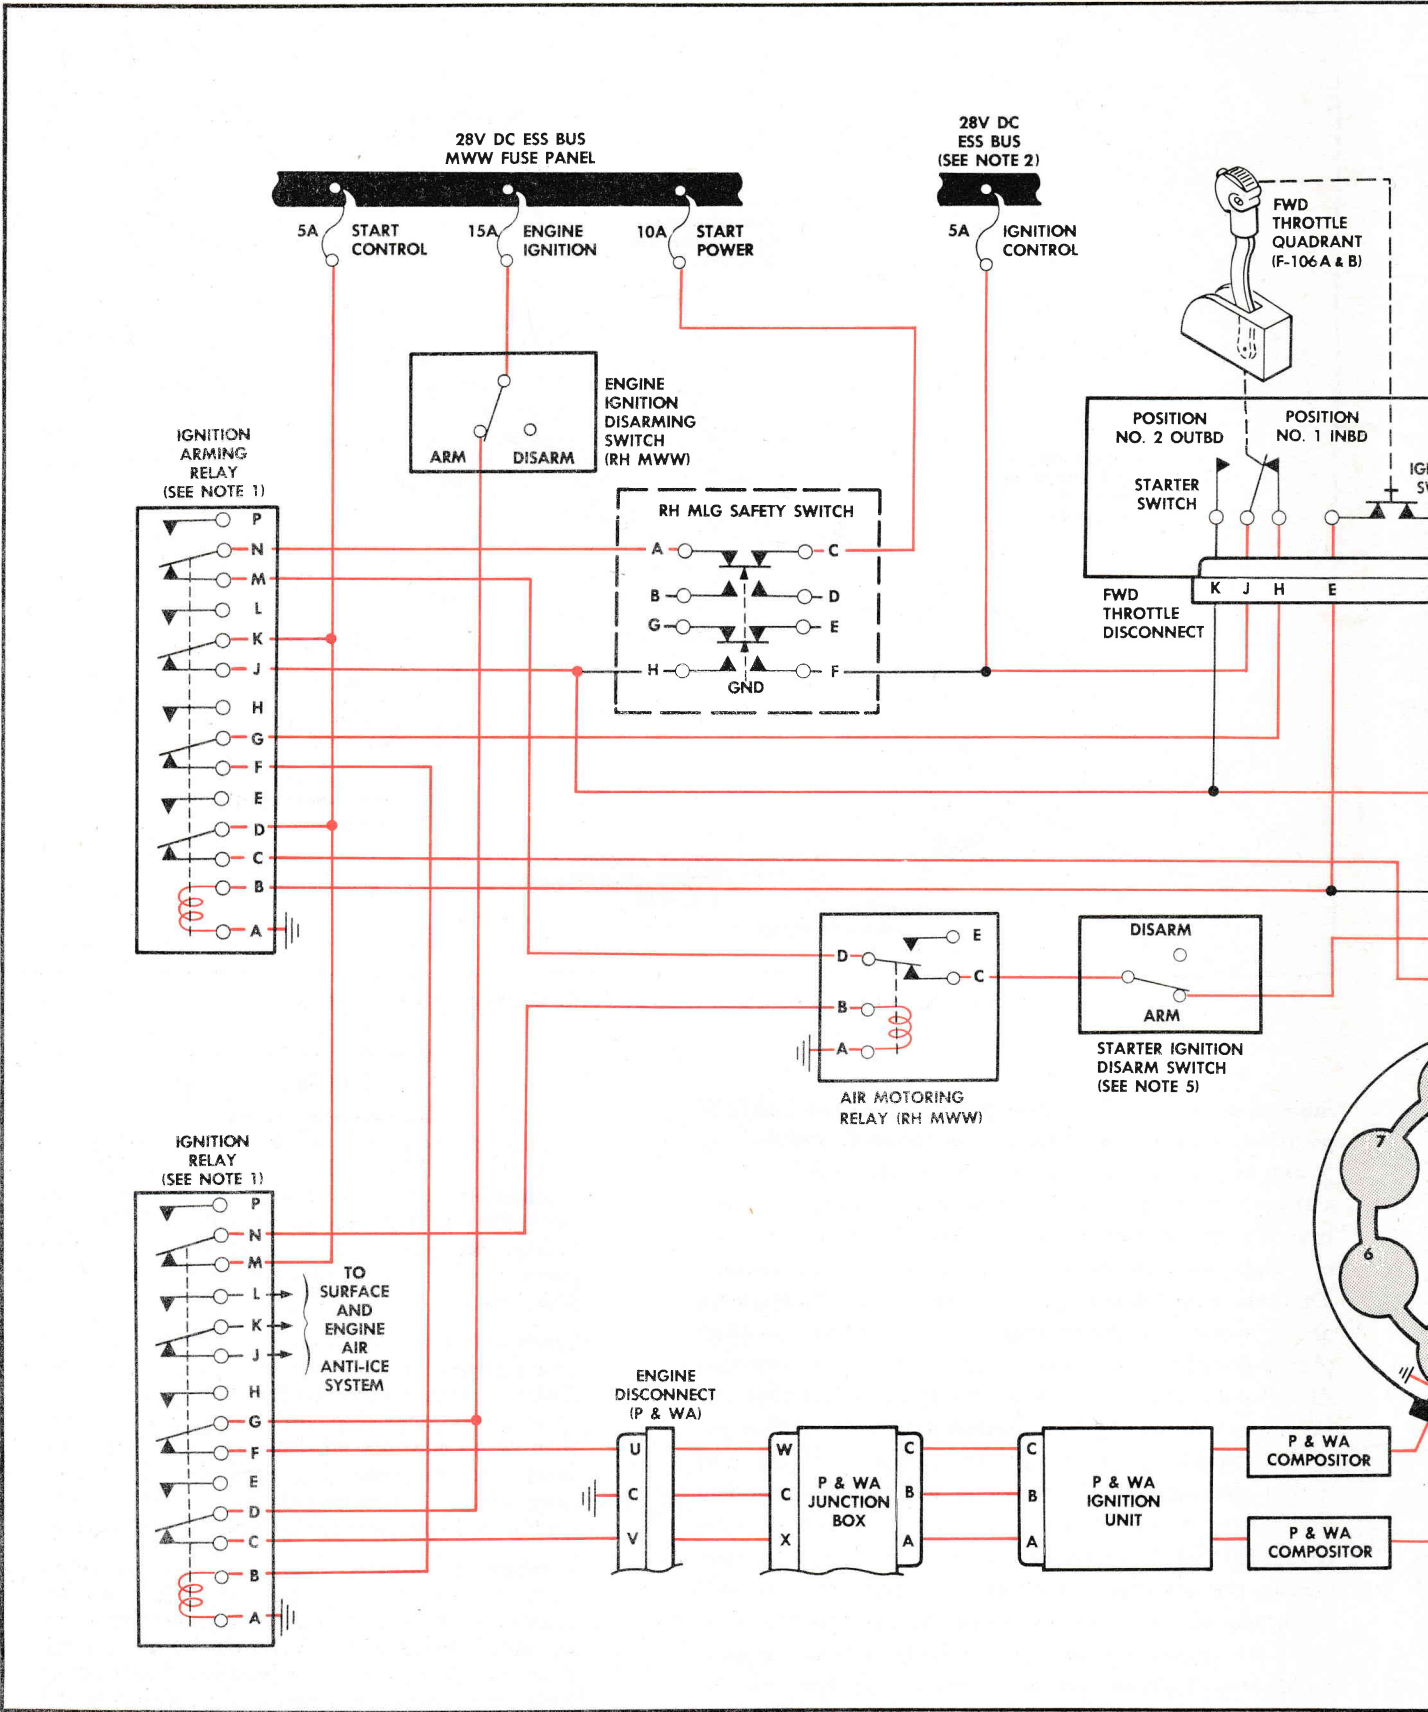 28V DC ESS BUS
MWW FUSE PANEL
5A
START
CONTROL
15A
ENGINE
IGNITION
10A
START
POWER
28V DC
ESS BUS
(SEE NOTE 2)
5A
IGNITION
CONTROL
FWD
THROTTLE
QUADRANT
(F-106A & B)
ENGINE
IGNITION
DISARMING
SWITCH
(RH MWW)
ARM
DISARM
POSITION
NO. 2 OUTBD
POSITION
NO. 1 INBD
STARTER
SWITCH
K
J
H
E
FWD
THROTTLE
DISCONNECT
IGNITION
ARMING
RELAY
(SEE NOTE 1)
P
N
M
L
K
J
H
G
F
E
D
C
B
A
RH MLG SAFETY SWITCH
A
C
B
D
G
E
H
F
GND
D
E
C
B
A
AIR MOTORING
RELAY (RH MWW)
DISARM
ARM
STARTER IGNITION
DISARM SWITCH
(SEE NOTE 5)
7
6
IGNITION
RELAY
(SEE NOTE 1)
P
N
M
L
K
J
H
G
F
E
D
C
B
A
TO
SURFACE
AND
ENGINE
AIR
ANTI-ICE
SYSTEM
ENGINE
DISCONNECT
(P & WA)
U
C
V
W
C
X
P & WA
JUNCTION
BOX
C
B
A
C
B
A
P & WA
IGNITION
UNIT
P & WA
COMPOSITOR
P & WA
COMPOSITOR